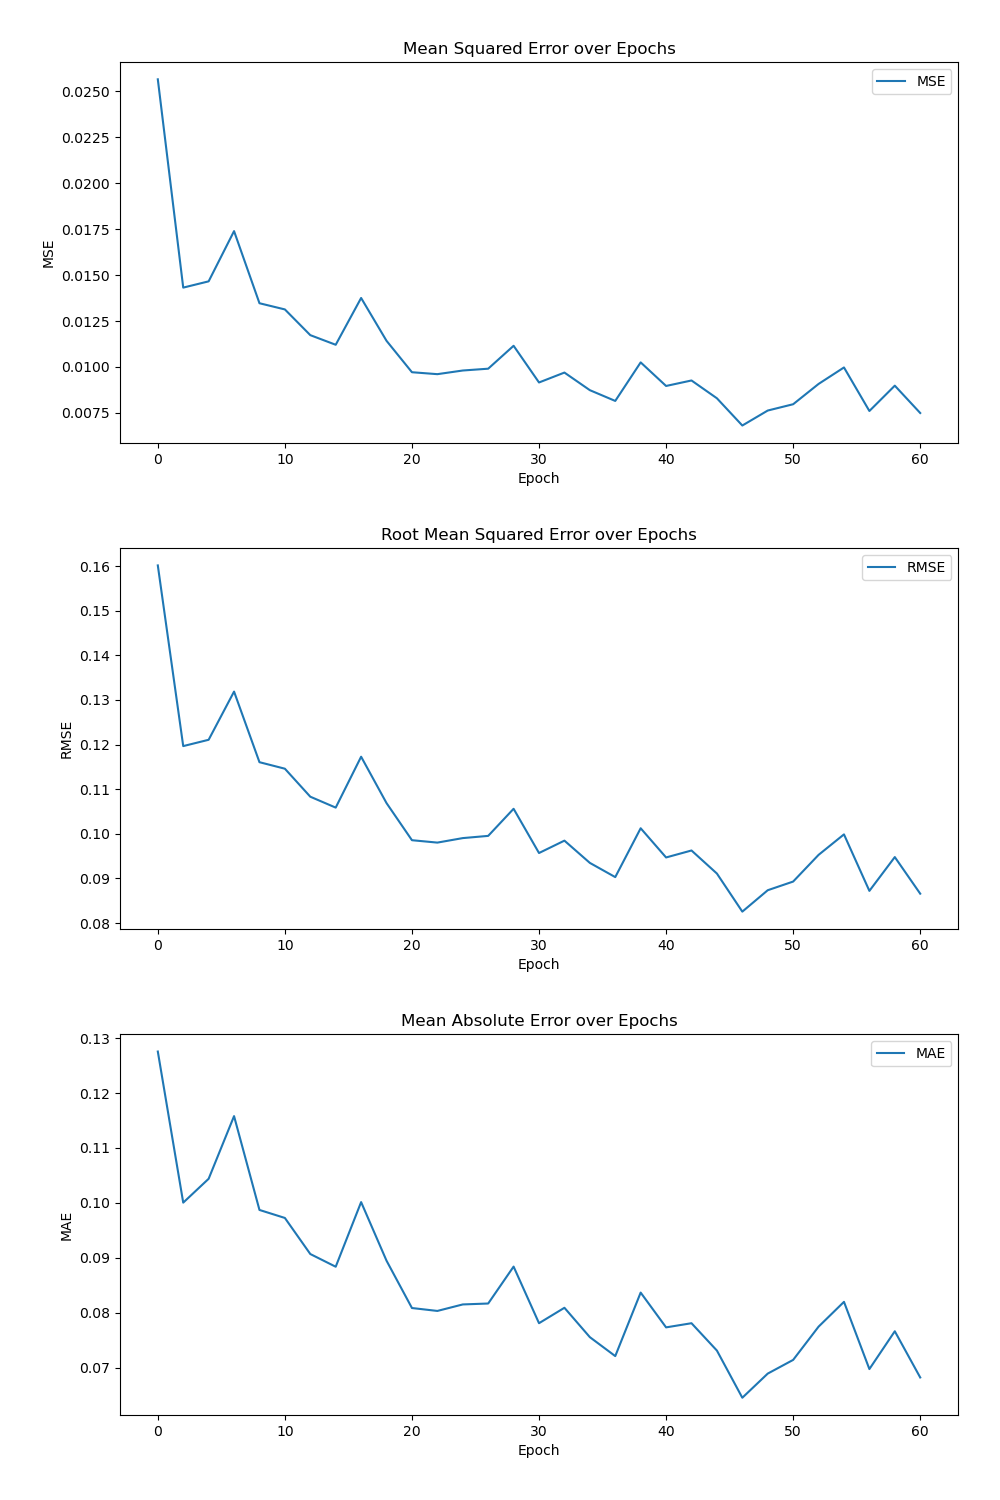 Mean Squared Error over Epochs
MSE
0.0250
0.0225
0.0200
0.0175
0.0150
0.0125
0.0100
0.0075
MSE
0 10 20 30 40 50 60
Epoch
Root Mean Squared Error over Epochs
RMSE
0.16
0.15
0.14
0.13
0.12
0.11
0.10
0.09
0.08
RMSE
0 10 20 30 40 50 60
Epoch
Mean Absolute Error over Epochs
MAE
0.13
0.12
0.11
0.10
0.09
0.08
0.07
MAE
0 10 20 30 40 50 60
Epoch